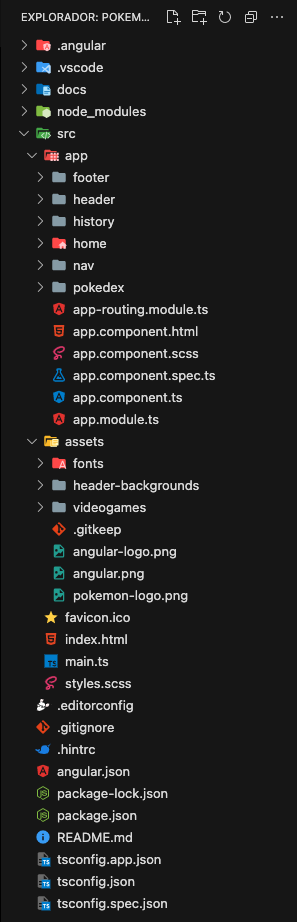 EXPLORADOR: POKEM...
.angular
.vscode
docs
node_modules
src
app
footer
header
history
home
nav
pokedex
app-routing.module.ts
app.component.html
app.component.scss
app.component.spec.ts
app.component.ts
app.module.ts
assets
fonts
header-backgrounds
videogames
.gitkeep
angular-logo.png
angular.png
pokemon-logo.png
favicon.ico
index.html
main.ts
styles.scss
.editorconfig
.gitignore
.hintrc
angular.json
package-lock.json
package.json
README.md
tsconfig.app.json
tsconfig.json
tsconfig.spec.json